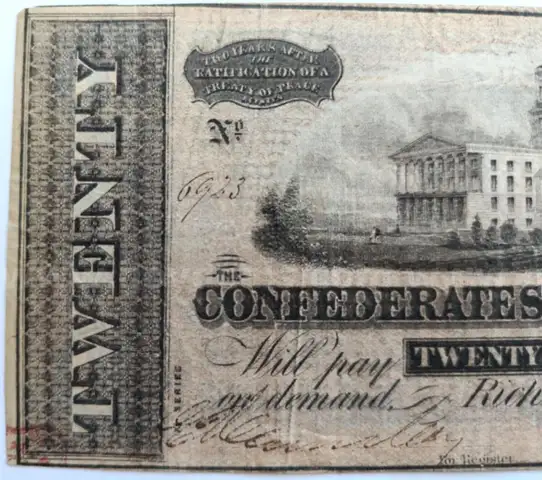 TWENTY
TWO YEARS AFTER
THE
RATIFICATION OF A
TREATY OF PEACE
No
6923
THE
CONFEDERATE S
Will pay TWENTY
on demand. Rich
SERIES
For Register